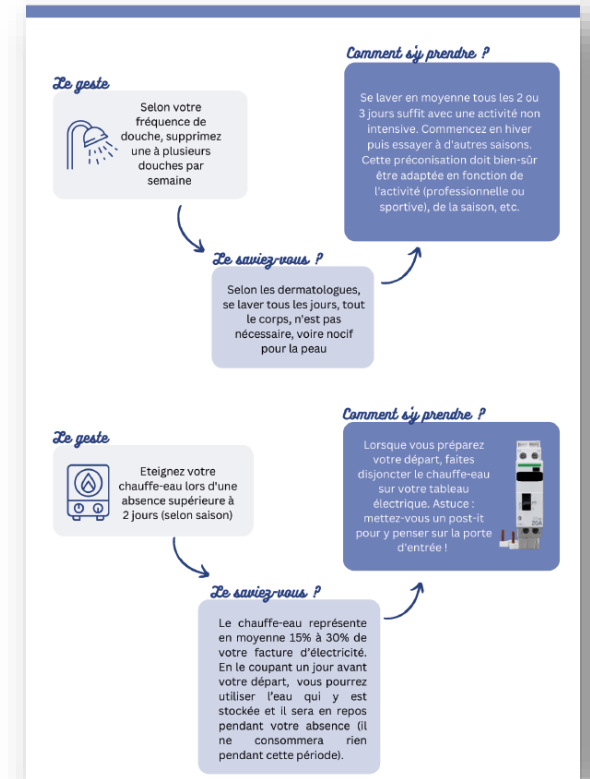 Le geste
Selon votre
fréquence de
douche, supprimez
une à plusieurs
douches par
semaine
Le saviez-vous ?
Selon les dermatologues,
se laver tous les jours, tout
le corps, n'est pas
nécessaire, voire nocif
pour la peau
Comment s'y prendre ?
Se laver en moyenne tous les 2 ou
3 jours suffit avec une activité non
intensive. Commencez en hiver
puis essayer à d'autres saisons.
Cette préconisation doit bien-sûr
être adaptée en fonction de
l'activité (professionnelle ou
sportive), de la saison, etc.
Le geste
Eteignez votre
chauffe-eau lors d'une
absence supérieure à
2 jours (selon saison)
Le saviez-vous ?
Le chauffe-eau représente
en moyenne 15% à 30% de
votre facture d'électricité.
En le coupant un jour avant
votre départ, vous pourrez
utiliser l'eau qui y est
stockée et il sera en repos
pendant votre absence (il
ne consommera rien
pendant cette période).
Comment s'y prendre ?
Lorsque vous préparez
votre départ, faites
disjoncter le chauffe-eau
sur votre tableau
électrique. Astuce :
mettez-vous un post-it
pour y penser sur la porte
d'entrée !